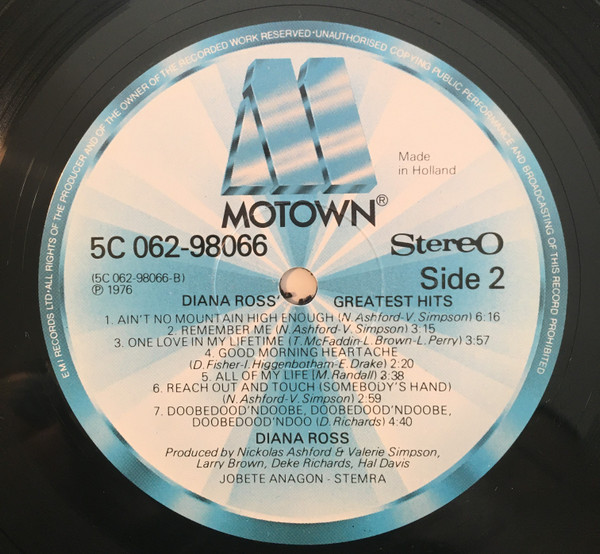 EMI RECORDS LTD·ALL RIGHTS OF THE PRODUCER AND OF THE OWNER OF THE RECORDED WORK RESERVED·UNAUTHORISED COPYING PUBLIC PERFORMANCE AND BROADCASTING OF THIS RECORD PROHIBITED
Made
in Holland
MOTOWN®
5C 062-98066
Stereo
(5C 062-98066-B)
Side 2
℗ 1976
DIANA ROSS' GREATEST HITS
1. AIN'T NO MOUNTAIN HIGH ENOUGH (N. Ashford-V. Simpson) 6:16
2. REMEMBER ME (N. Ashford-V. Simpson) 3:15
3. ONE LOVE IN MY LIFETIME (T. McFaddin-L. Brown-L. Perry) 3:57
4. GOOD MORNING HEARTACHE
(D. Fisher-I. Higgenbotham-E. Drake) 2:20
5. ALL OF MY LIFE (M. Randall) 3:38
6. REACH OUT AND TOUCH (SOMEBODY'S HAND)
(N. Ashford-V. Simpson) 2:59
7. DOOBEDOOD'NDOOBE, DOOBEDOOD'NDOOBE,
DOOBEDOOD'NDOO (D. Richards) 4:40
DIANA ROSS
Produced by Nickolas Ashford & Valerie Simpson,
Larry Brown, Deke Richards, Hal Davis
JOBETE ANAGON - STEMRA